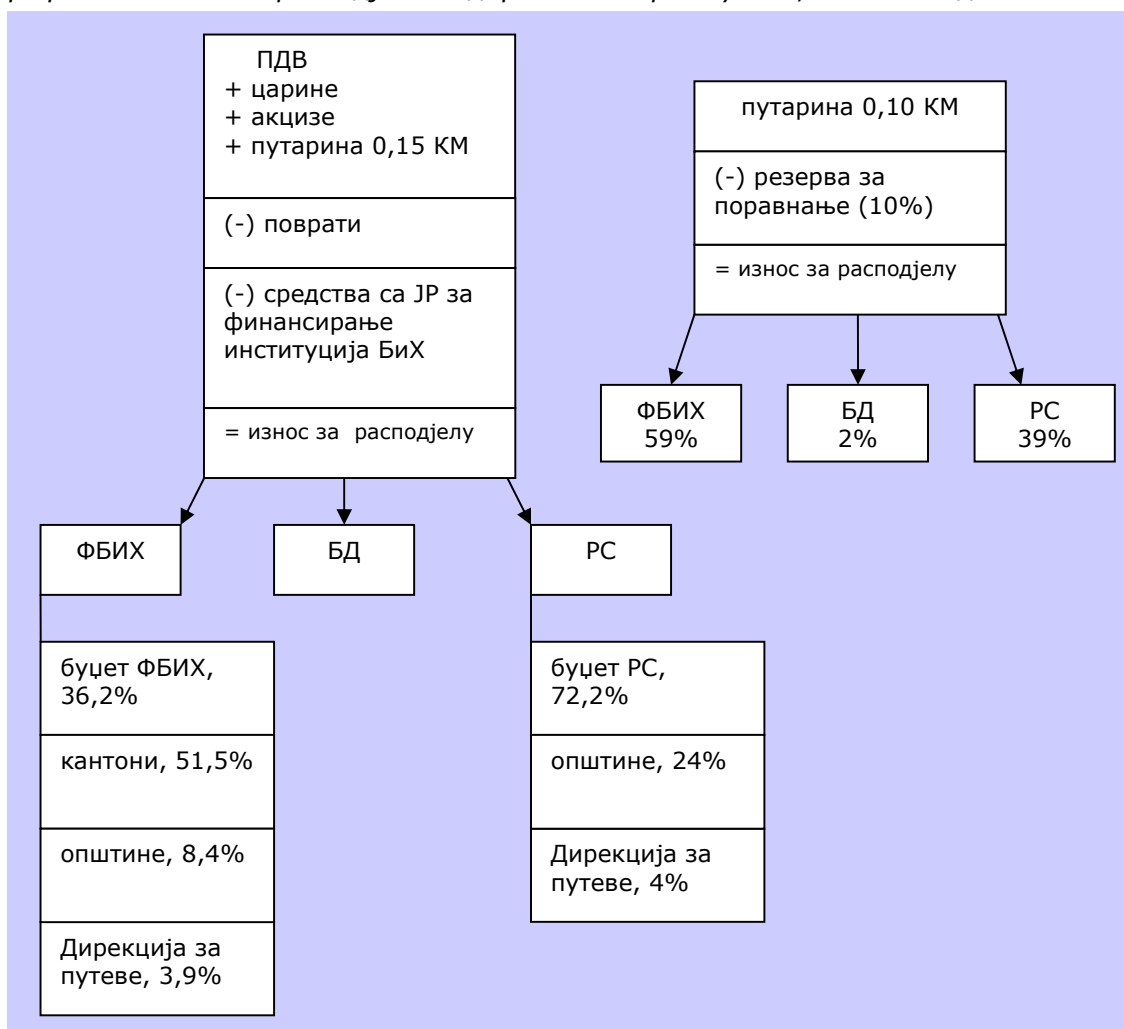 ПДВ
+ царине
+ акцизе
+ путарина 0,15 КМ
(-) поврати
(-) средства са ЈР за
финансирање
институција БиХ
= износ за расподјелу
путарина 0,10 КМ
(-) резерва за
поравнање (10%)
= износ за расподјелу
ФБИХ
59%
БД
2%
РС
39%
ФБИХ
БД
РС
буџет ФБИХ,
36,2%
кантони, 51,5%
општине, 8,4%
Дирекција за
путеве, 3,9%
буџет РС,
72,2%
општине, 24%
Дирекција за
путеве, 4%